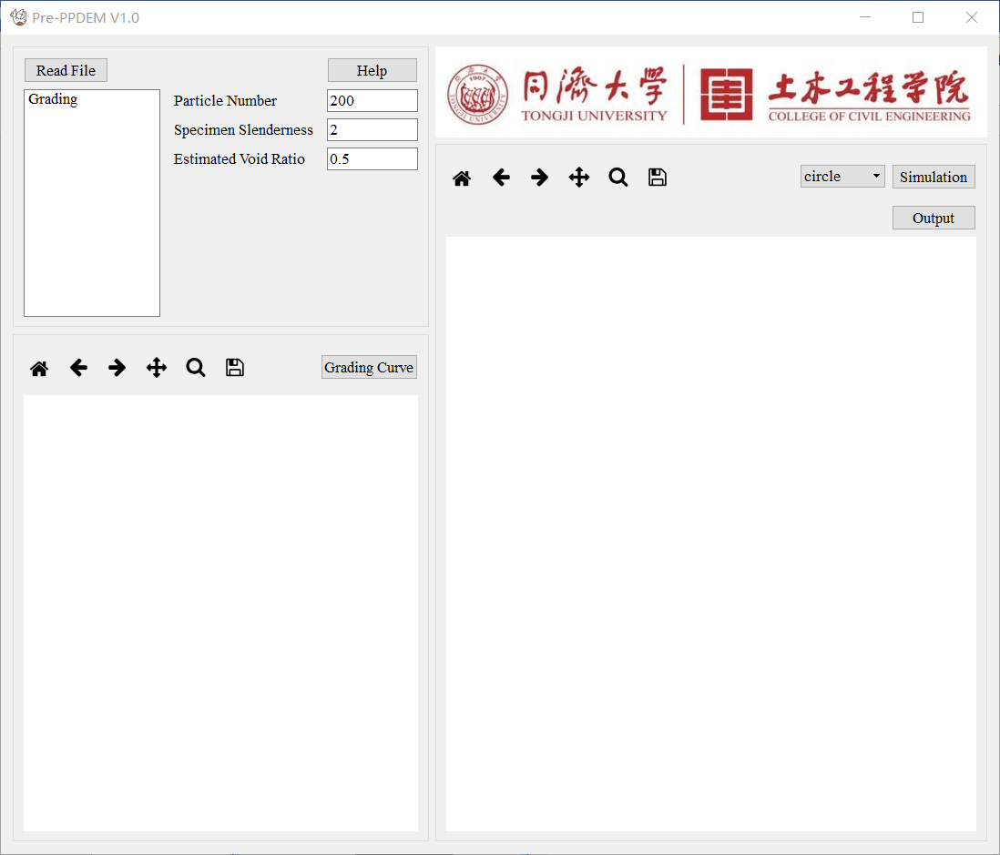 Pre-PPDEM V1.0
Read File
Help
Grading
Particle Number
200
Specimen Slenderness
2
Estimated Void Ratio
0.5
Grading Curve
1907
同濟大學
TONGJI UNIVERSITY
土木工程学院
COLLEGE OF CIVIL ENGINEERING
circle
Simulation
Output